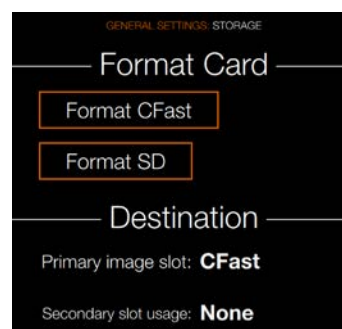 GENERAL SETTINGS: STORAGE
Format Card
Format CFast
Format SD
Destination
Primary image slot: CFast
Secondary slot usage: None